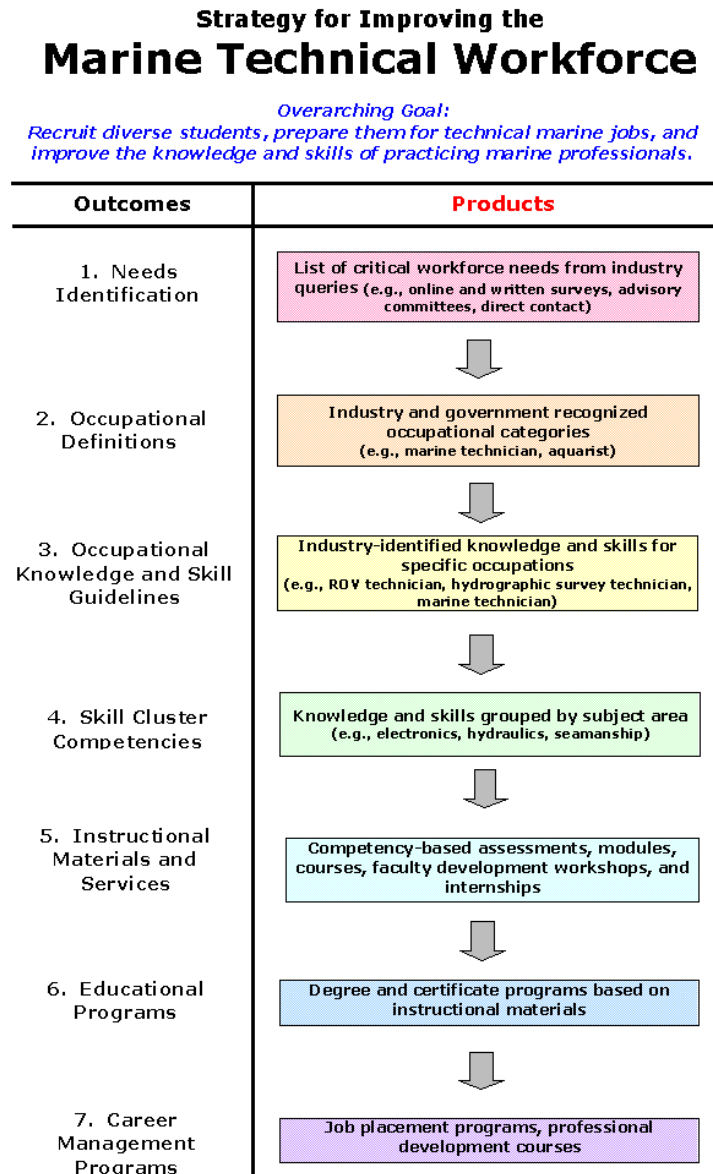 Strategy for Improving the
Marine Technical Workforce
Overarching Goal:
Recruit diverse students, prepare them for technical marine jobs, and
improve the knowledge and skills of practicing marine professionals.
Outcomes
Products
1. Needs
Identification
List of critical workforce needs from industry
queries (e.g., online and written surveys, advisory
committees, direct contact)
2. Occupational
Definitions
Industry and government recognized
occupational categories
(e.g., marine technician, aquarist)
3. Occupational
Knowledge and Skill
Guidelines
Industry-identified knowledge and skills for
specific occupations
(e.g., ROV technician, hydrographic survey technician,
marine technician)
4. Skill Cluster
Competencies
Knowledge and skills grouped by subject area
(e.g., electronics, hydraulics, seamanship)
5. Instructional
Materials and
Services
Competency-based assessments, modules,
courses, faculty development workshops, and
internships
6. Educational
Programs
Degree and certificate programs based on
instructional materials
7. Career
Management
Programs
Job placement programs, professional
development courses